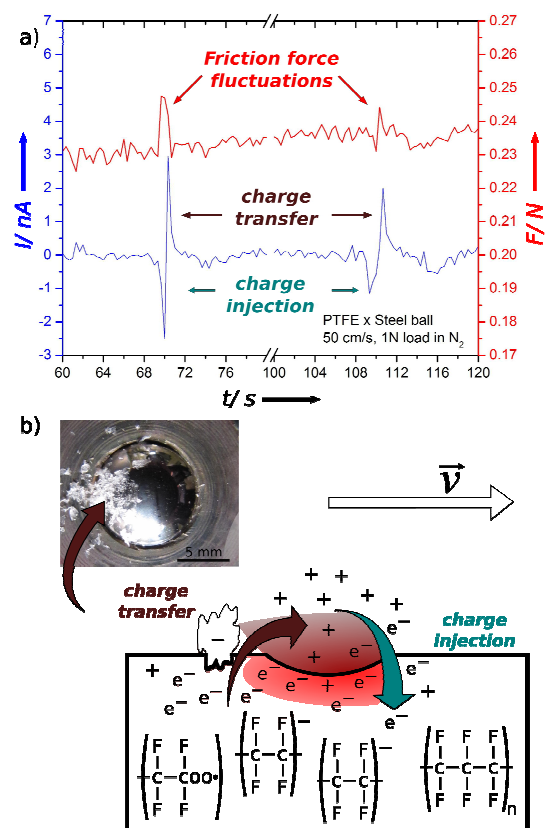 a)
7
6
5
4
3
2
1
0
-1
-2
-3
I/ nA
0.27
0.26
0.25
0.24
0.23
0.22
0.21
0.20
0.19
0.18
0.17
F/ N
Friction force
fluctuations
charge
transfer
charge
injection
PTFE x Steel ball
50 cm/s, 1N load in N2
60 64 68 72 76 80 100 104 108 112 116 120
t/ s
b)
5 mm
v
charge
transfer
charge
injection
+ + + + + + +
−
+ e−
+ e−
+ e− e− e− e− e− + e− e− +
e− e− e− e−
F F
C C COO•
F F
F F −
C C
F F
F F −
C C
F F
F F F
C C C
F F F n